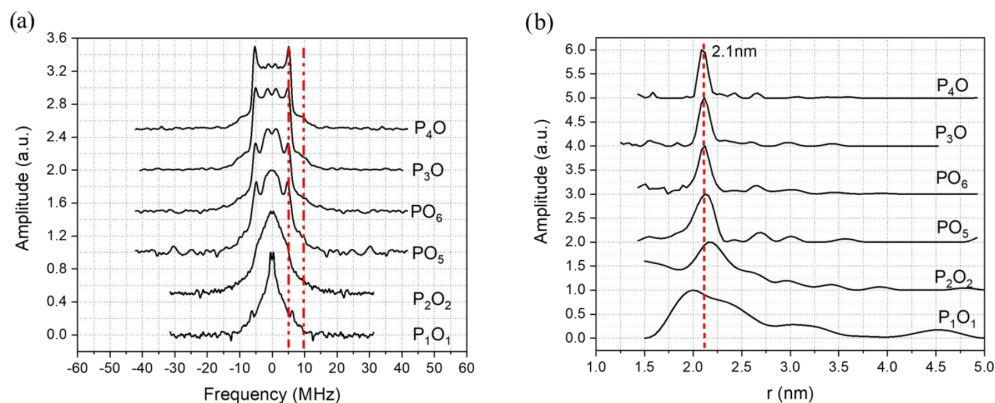 (a)
3.6
3.2
2.8
2.4
2.0
1.6
1.2
0.8
0.4
0.0
Amplitude (a.u.)
P₄O
P₃O
PO₆
PO₅
P₂O₂
P₁O₁
-60 -50 -40 -30 -20 -10 0 10 20 30 40 50 60
Frequency (MHz)
(b)
6.0
5.5
5.0
4.5
4.0
3.5
3.0
2.5
2.0
1.5
1.0
0.5
0.0
Amplitude (a.u.)
2.1nm
P₄O
P₃O
PO₆
PO₅
P₂O₂
P₁O₁
1.0 1.5 2.0 2.5 3.0 3.5 4.0 4.5 5.0
r (nm)